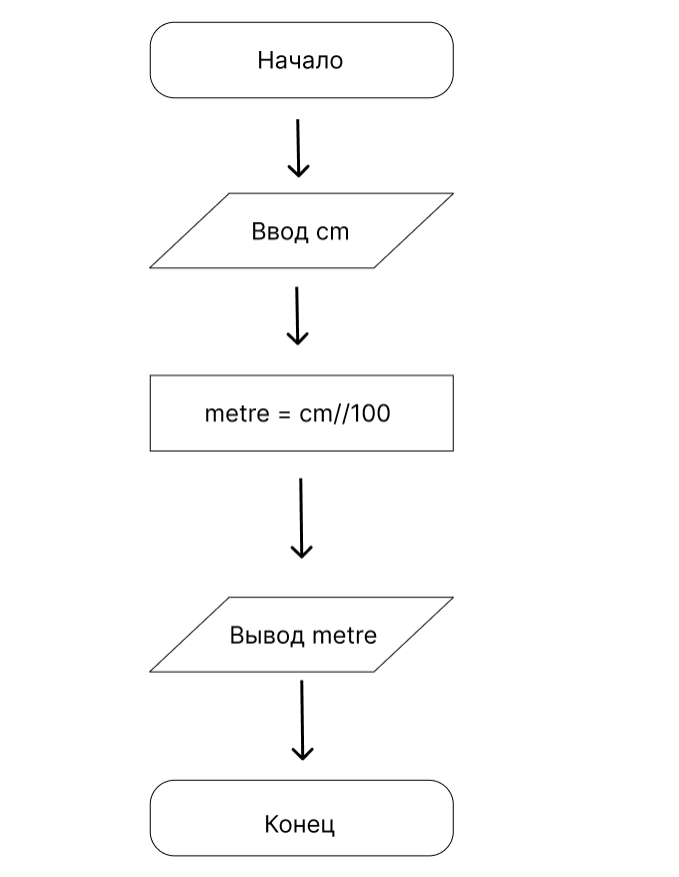 Начало
Ввод cm
metre = cm//100
Вывод metre
Конец